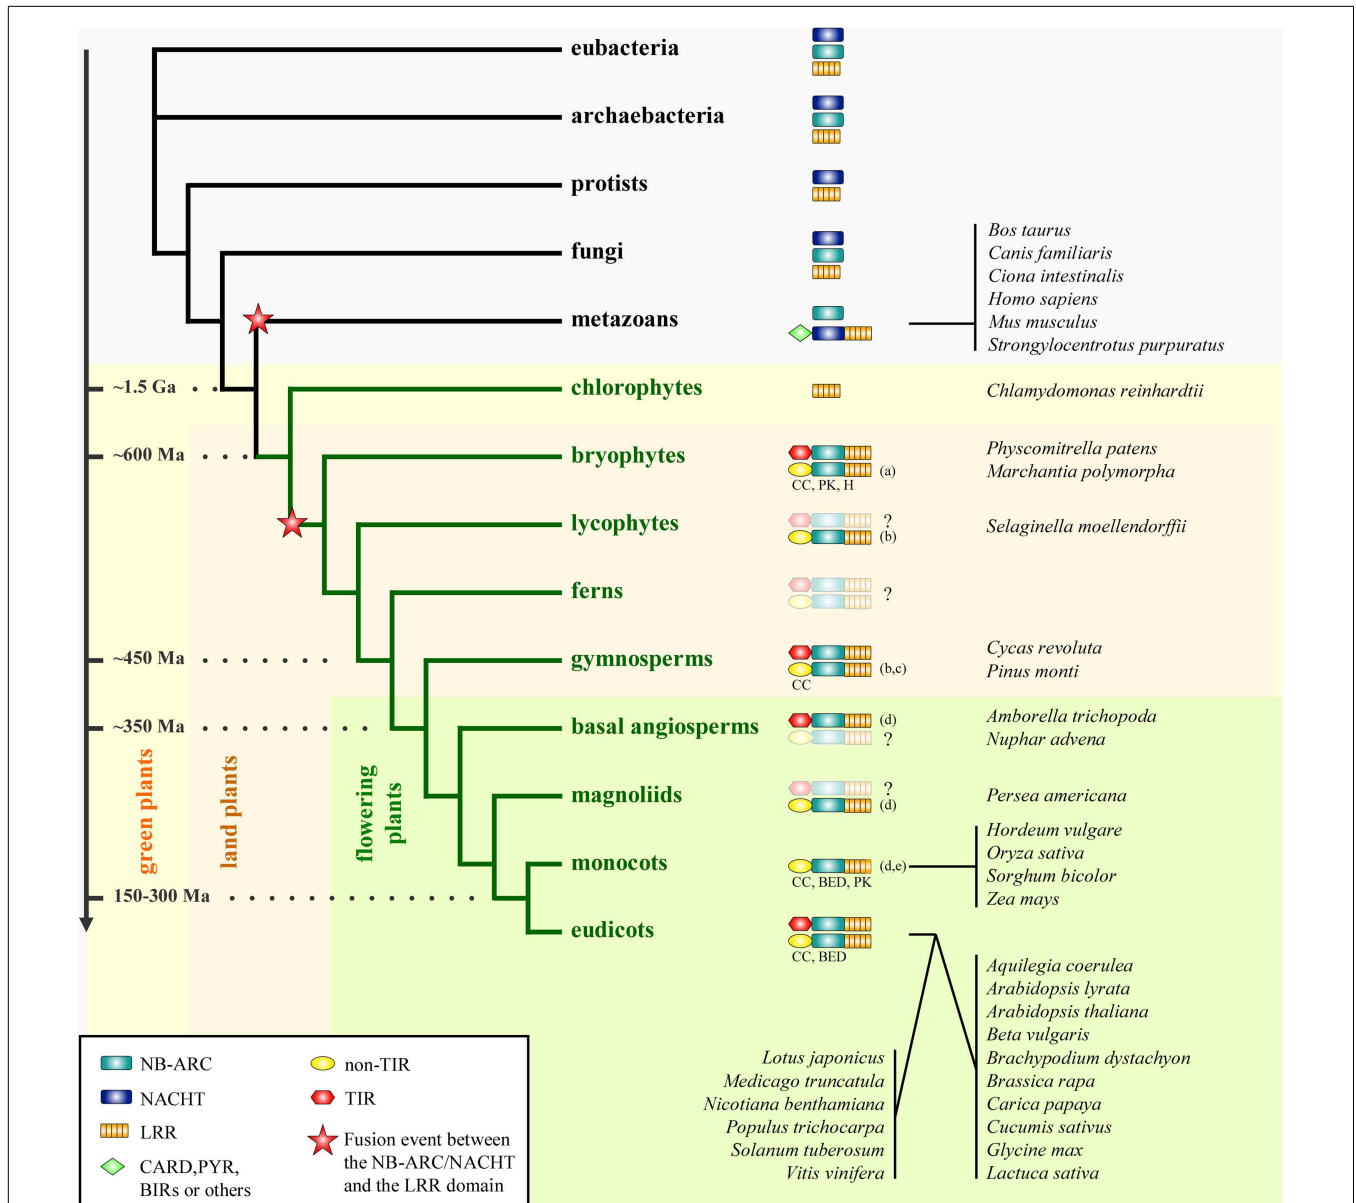 eubacteria
archaebacteria
protists
fungi
Bos taurus
Canis familiaris
Ciona intestinalis
Homo sapiens
metazoans
Mus musculus
Strongylocentrotus purpuratus
~1.5 Ga
chlorophytes
Chlamydomonas reinhardtii
~600 Ma
bryophytes
(a)
CC, PK, H
Physcomitrella patens
Marchantia polymorpha
lycophytes
?
(b)
Selaginella moellendorffii
ferns
?
~450 Ma
gymnosperms
(b,c)
CC
Cycas revoluta
Pinus monti
~350 Ma
basal angiosperms
(d)
?
Amborella trichopoda
Nuphar advena
green plants
land plants
flowering
plants
magnoliids
?
(d)
Persea americana
monocots
(d,e)
CC, BED, PK
Hordeum vulgare
Oryza sativa
Sorghum bicolor
Zea mays
150-300 Ma
eudicots
CC, BED
Aquilegia coerulea
Arabidopsis lyrata
Arabidopsis thaliana
Beta vulgaris
Brachypodium dystachyon
Brassica rapa
Carica papaya
Cucumis sativus
Glycine max
Lactuca sativa
Lotus japonicus
Medicago truncatula
Nicotiana benthamiana
Populus trichocarpa
Solanum tuberosum
Vitis vinifera
NB-ARC
NACHT
LRR
CARD,PYR,
BIRs or others
non-TIR
TIR
Fusion event between
the NB-ARC/NACHT
and the LRR domain